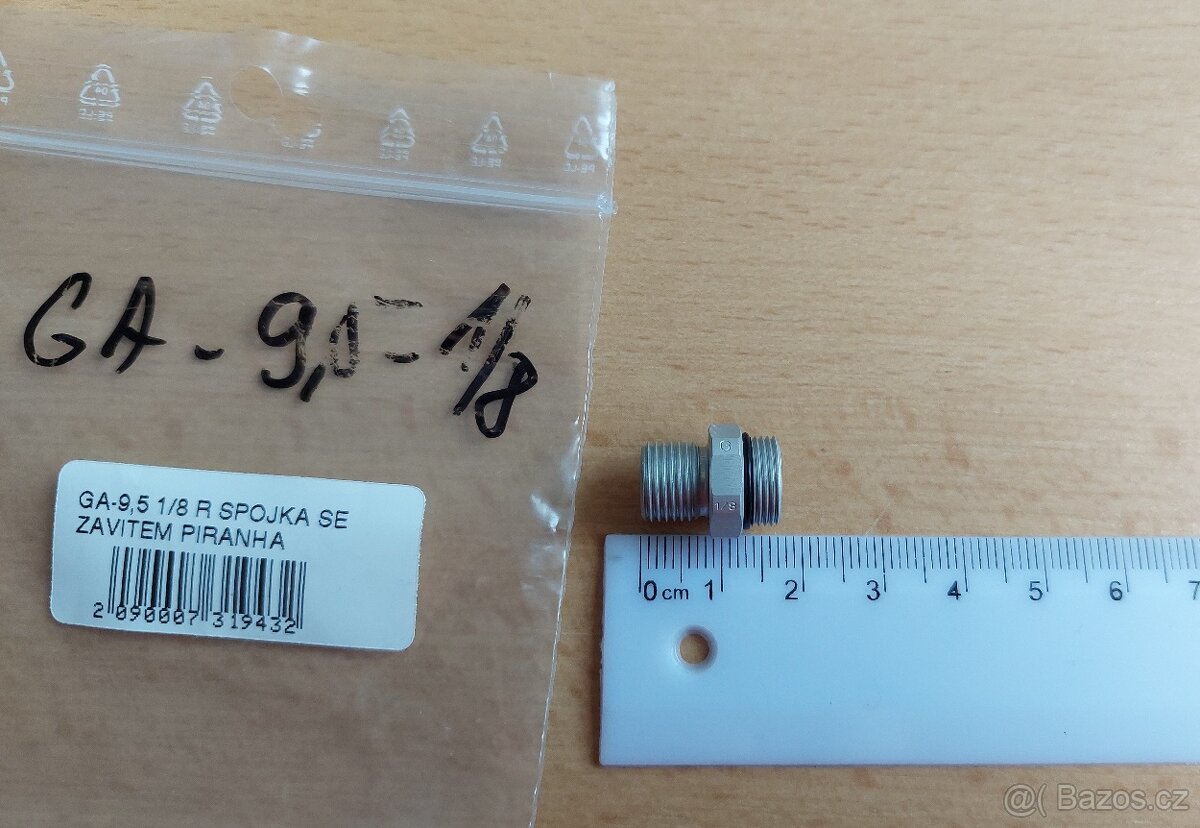 GA - 9,5 = 1/8
GA-9,5 1/8 R SPOJKA SE
ZAVITEM PIRANHA
2 090007 319432
G
1/8
0 cm 1 2 3 4 5 6 7
@( Bazos.cz